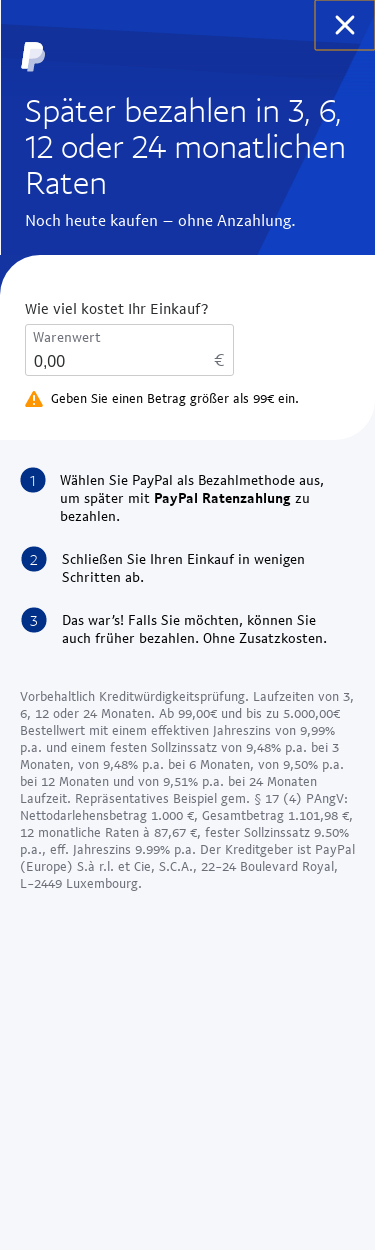 Später bezahlen in 3, 6,
12 oder 24 monatlichen
Raten
Noch heute kaufen – ohne Anzahlung.
Wie viel kostet Ihr Einkauf?
Warenwert
0,00 €
Geben Sie einen Betrag größer als 99€ ein.
1 Wählen Sie PayPal als Bezahlmethode aus,
um später mit PayPal Ratenzahlung zu
bezahlen.
2 Schließen Sie Ihren Einkauf in wenigen
Schritten ab.
3 Das war's! Falls Sie möchten, können Sie
auch früher bezahlen. Ohne Zusatzkosten.
Vorbehaltlich Kreditwürdigkeitsprüfung. Laufzeiten von 3,
6, 12 oder 24 Monaten. Ab 99,00€ und bis zu 5.000,00€
Bestellwert mit einem effektiven Jahreszins von 9,99%
p.a. und einem festen Sollzinssatz von 9,48% p.a. bei 3
Monaten, von 9,48% p.a. bei 6 Monaten, von 9,50% p.a.
bei 12 Monaten und von 9,51% p.a. bei 24 Monaten
Laufzeit. Repräsentatives Beispiel gem. § 17 (4) PAngV:
Nettodarlehensbetrag 1.000 €, Gesamtbetrag 1.101,98 €,
12 monatliche Raten à 87,67 €, fester Sollzinssatz 9.50%
p.a., eff. Jahreszins 9.99% p.a. Der Kreditgeber ist PayPal
(Europe) S.à r.l. et Cie, S.C.A., 22-24 Boulevard Royal,
L-2449 Luxembourg.